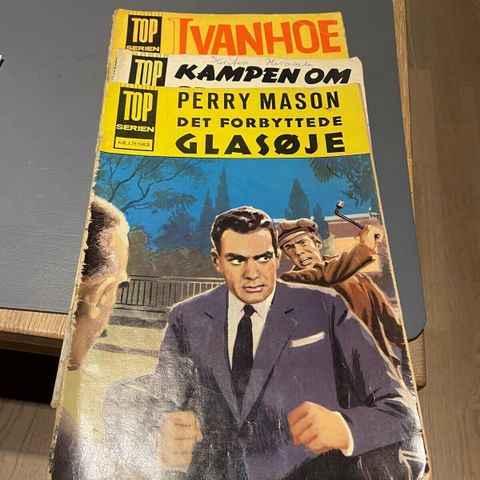 TOP
SERIEN
IVANHOE
TOP
KAMPEN OM
TOP
SERIEN
PERRY MASON
DET FORBYTTEDE
GLASØJE